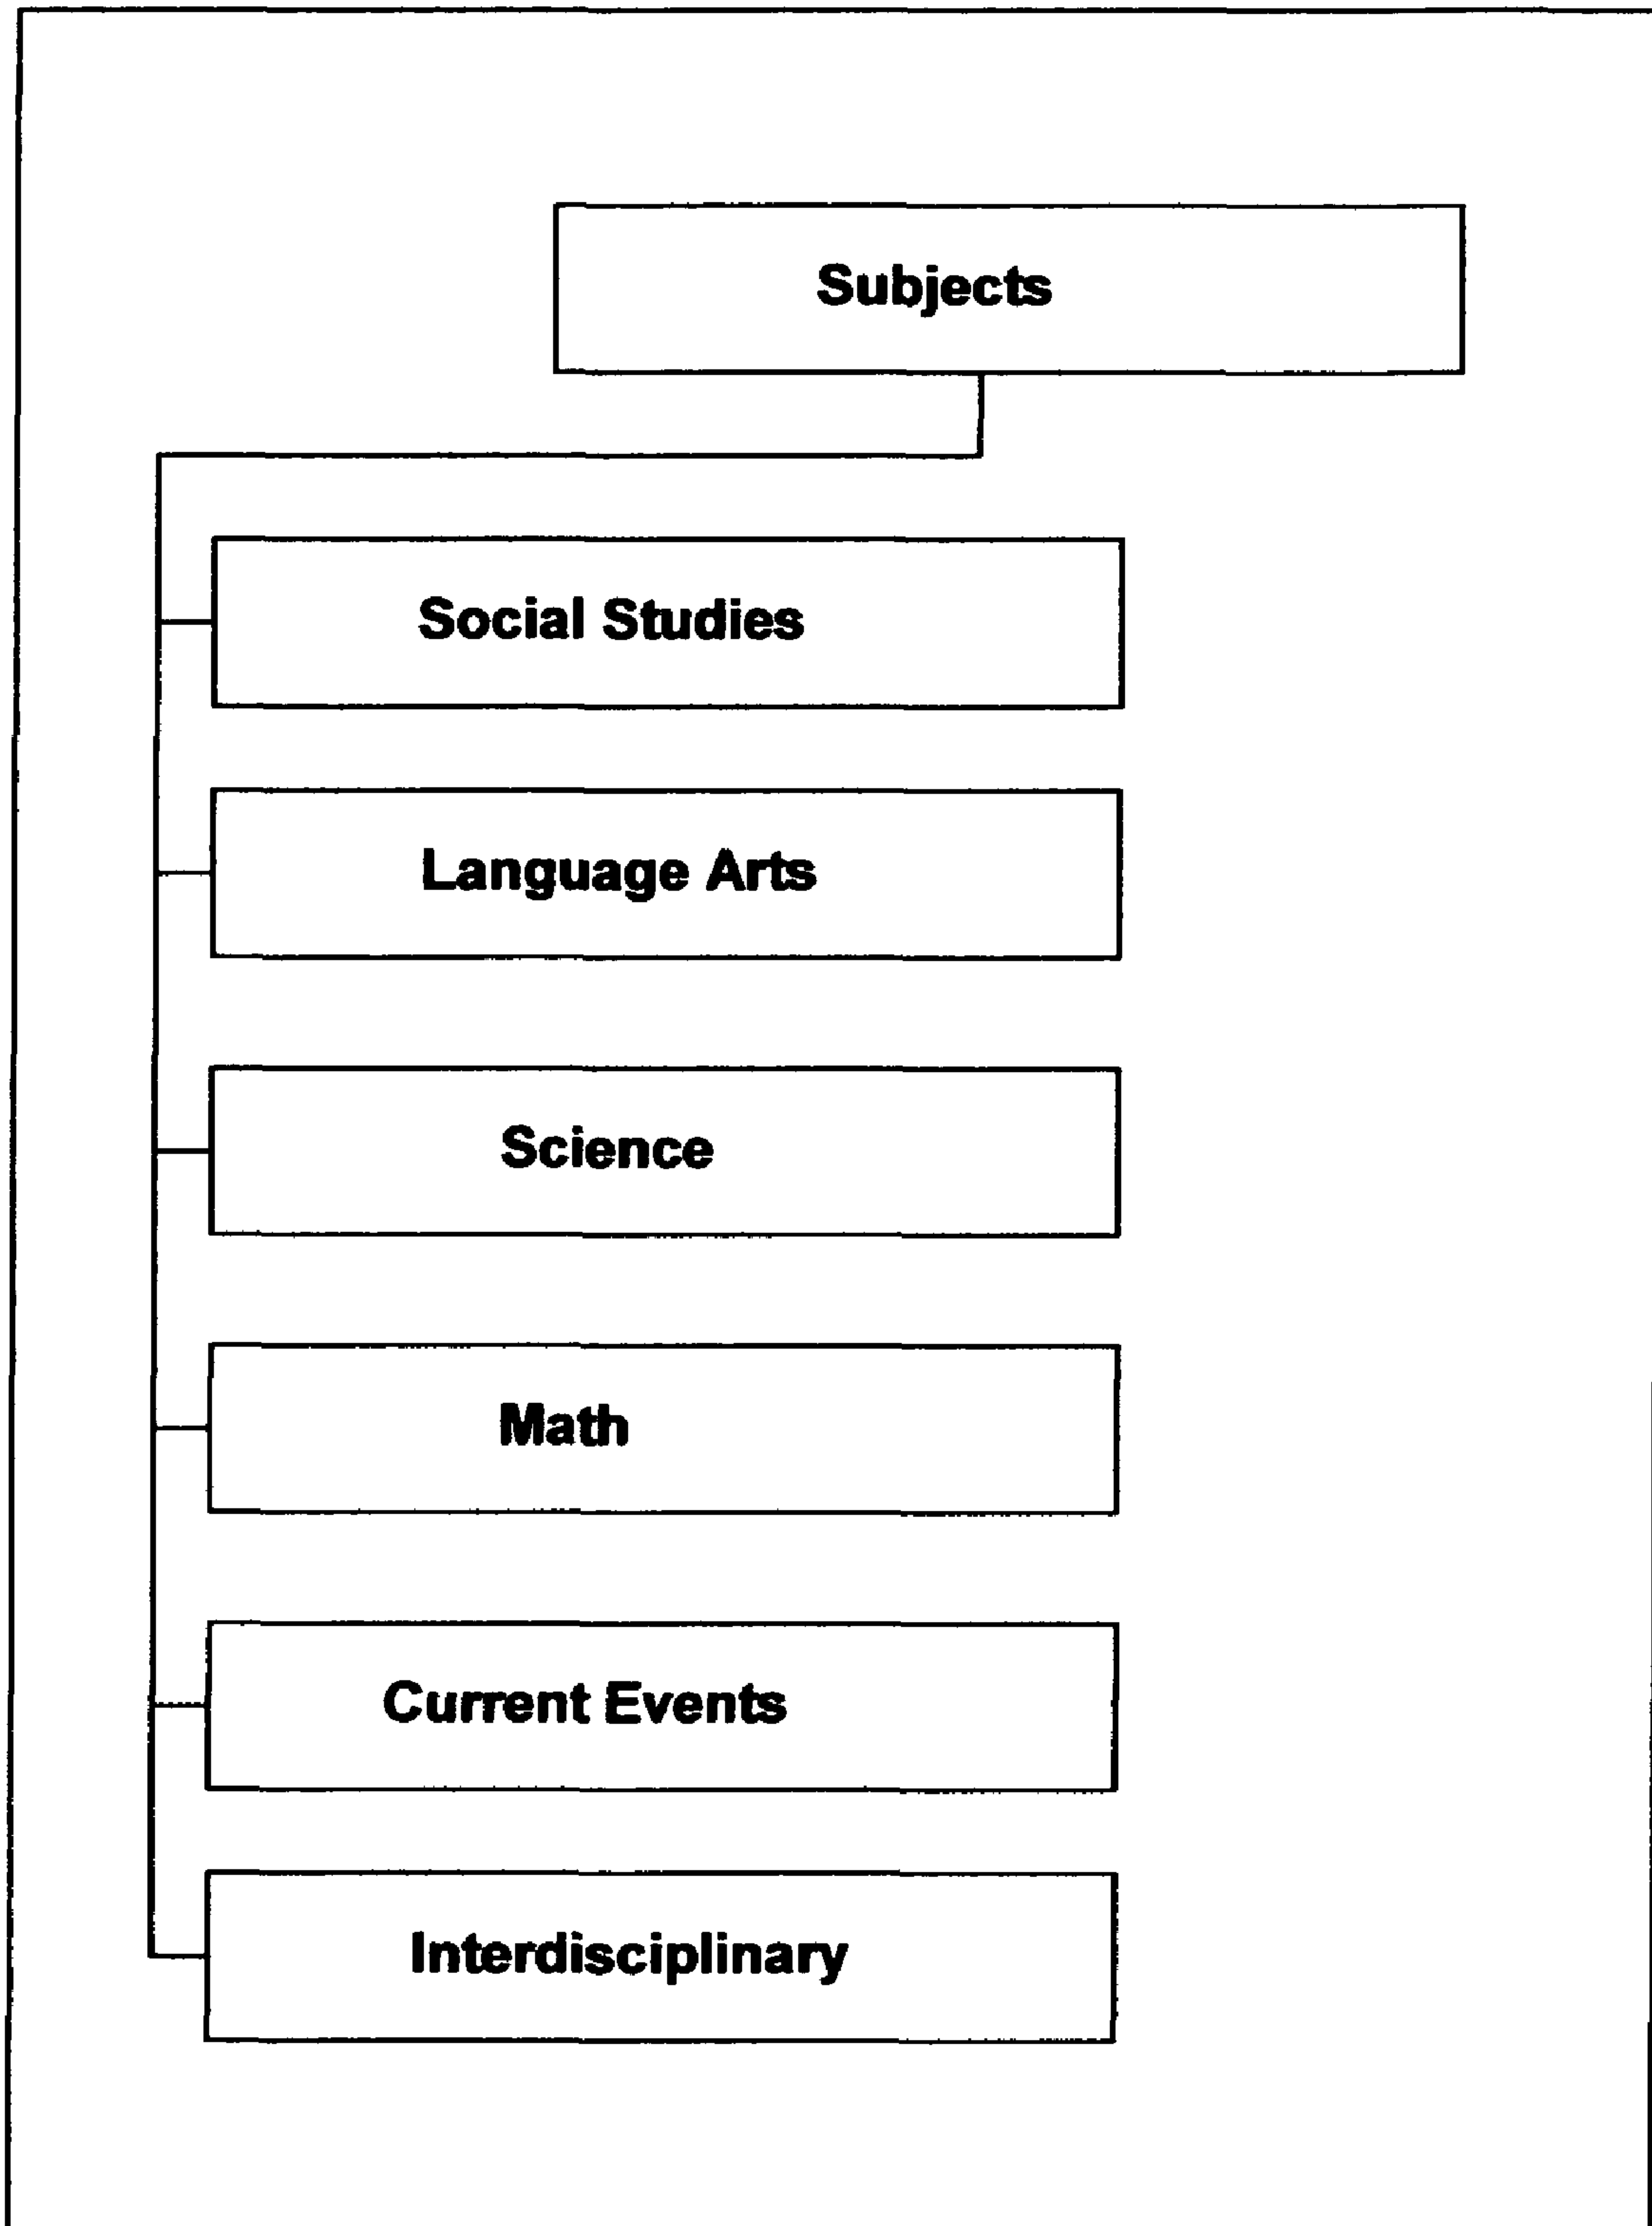 Subjects
Social Studies
Language Arts
Science
Math
Current Events
Interdisciplinary